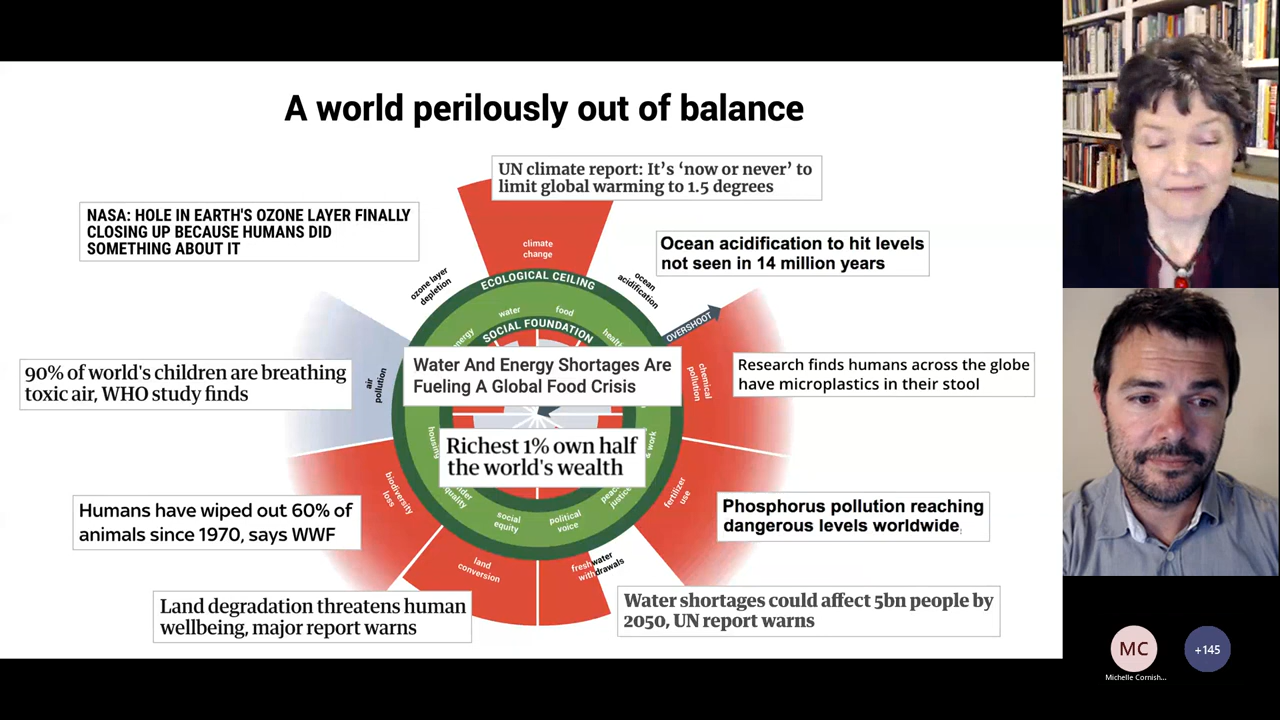 A world perilously out of balance
UN climate report: It's 'now or never' to
limit global warming to 1.5 degrees
NASA: HOLE IN EARTH'S OZONE LAYER FINALLY
CLOSING UP BECAUSE HUMANS DID
SOMETHING ABOUT IT
Ocean acidification to hit levels
not seen in 14 million years
climate
change
ozone layer
depletion
ocean
acidification
ECOLOGICAL CEILING
water
food
energy
health
SOCIAL FOUNDATION
OVERSHOOT
90% of world's children are breathing
toxic air, WHO study finds
air
pollution
Water And Energy Shortages Are
Fueling A Global Food Crisis
chemical
pollution
Research finds humans across the globe
have microplastics in their stool
housing
Richest 1% own half
the world's wealth
& work
biodiversity
loss
equality
social
equity
political
voice
justice
fertilizer
use
Humans have wiped out 60% of
animals since 1970, says WWF
Phosphorus pollution reaching
dangerous levels worldwide
land
conversion
freshwater
withdrawals
Land degradation threatens human
wellbeing, major report warns
Water shortages could affect 5bn people by
2050, UN report warns
MC
+145
Michelle Cornish...